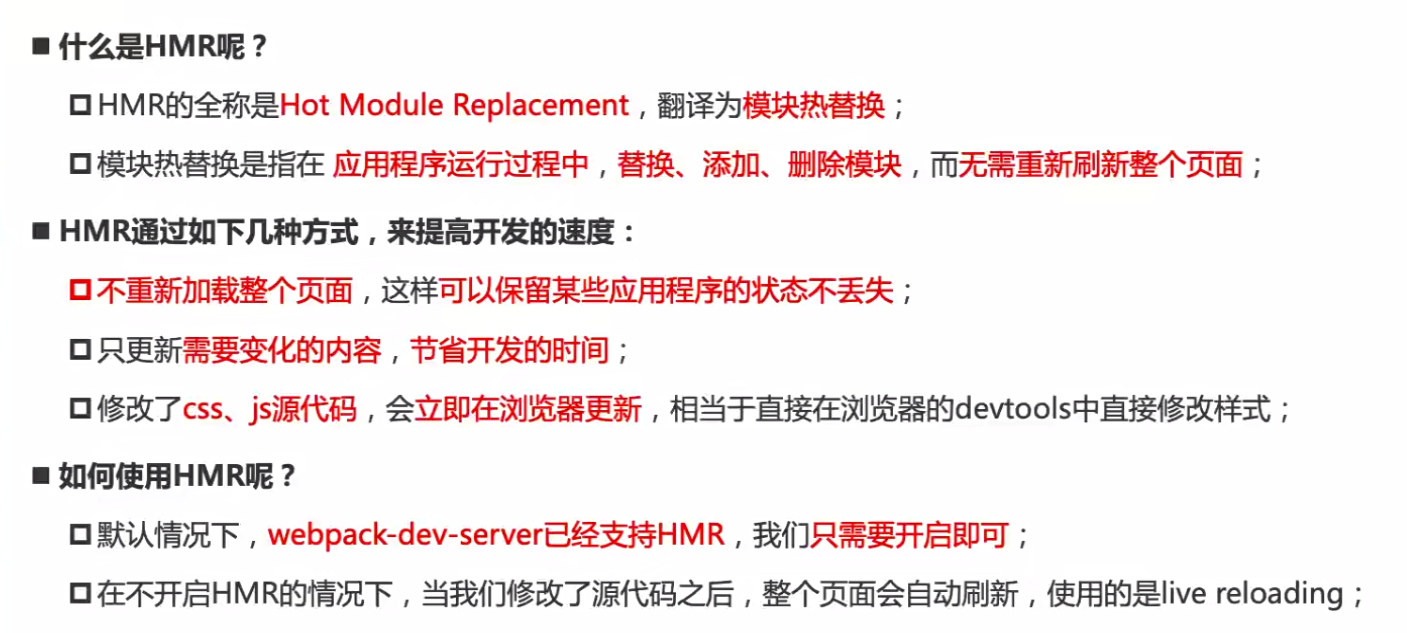 ■ 什么是HMR呢？
HMR的全称是Hot Module Replacement，翻译为模块热替换；
模块热替换是指在 应用程序运行过程中，替换、添加、删除模块，而无需重新刷新整个页面；
■ HMR通过如下几种方式，来提高开发的速度：
不重新加载整个页面，这样可以保留某些应用程序的状态不丢失；
只更新需要变化的内容，节省开发的时间；
修改了css、js源代码，会立即在浏览器更新，相当于直接在浏览器的devtools中直接修改样式；
■ 如何使用HMR呢？
默认情况下，webpack-dev-server已经支持HMR，我们只需要开启即可；
在不开启HMR的情况下，当我们修改了源代码之后，整个页面会自动刷新，使用的是live reloading；